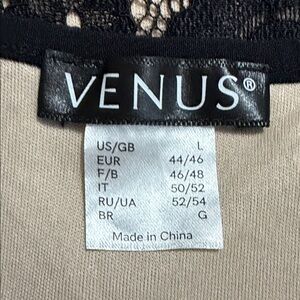 VENUS®
US/GB L
EUR 44/46
F/B 46/48
IT 50/52
RU/UA 52/54
BR G
Made in China